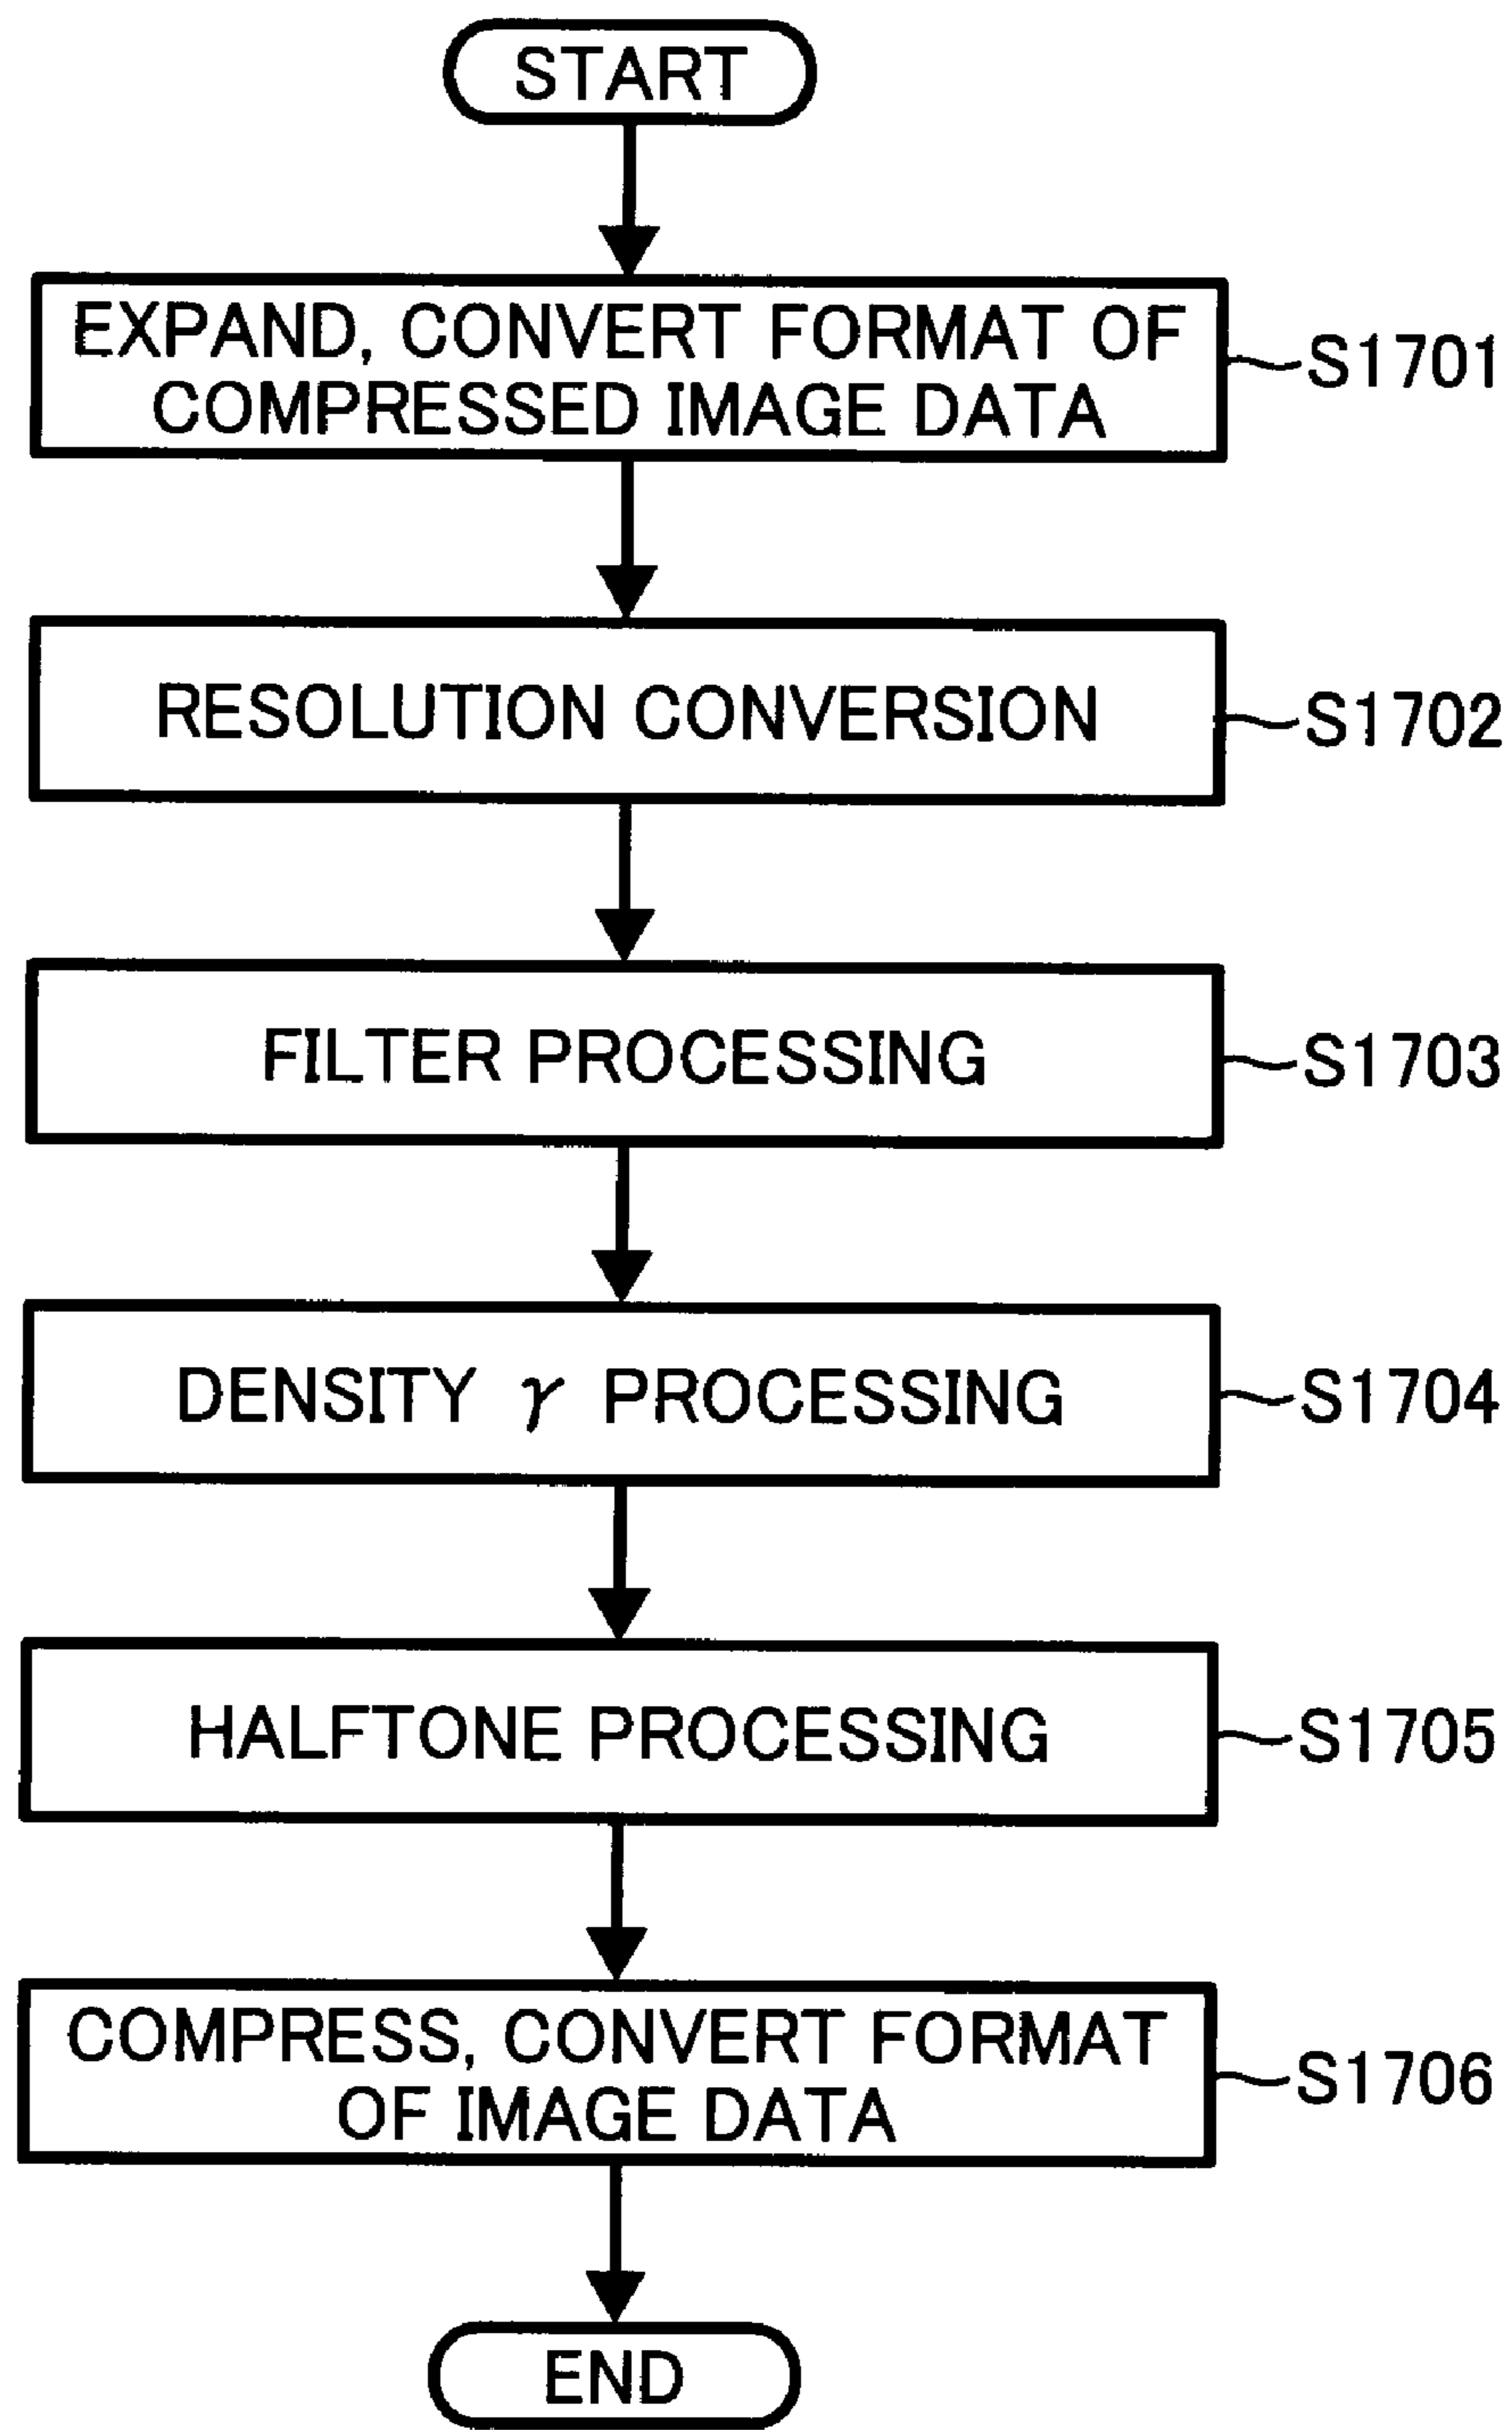 START
EXPAND, CONVERT FORMAT OF
COMPRESSED IMAGE DATA
S1701
RESOLUTION CONVERSION
S1702
FILTER PROCESSING
S1703
DENSITY γ PROCESSING
S1704
HALFTONE PROCESSING
S1705
COMPRESS, CONVERT FORMAT
OF IMAGE DATA
S1706
END